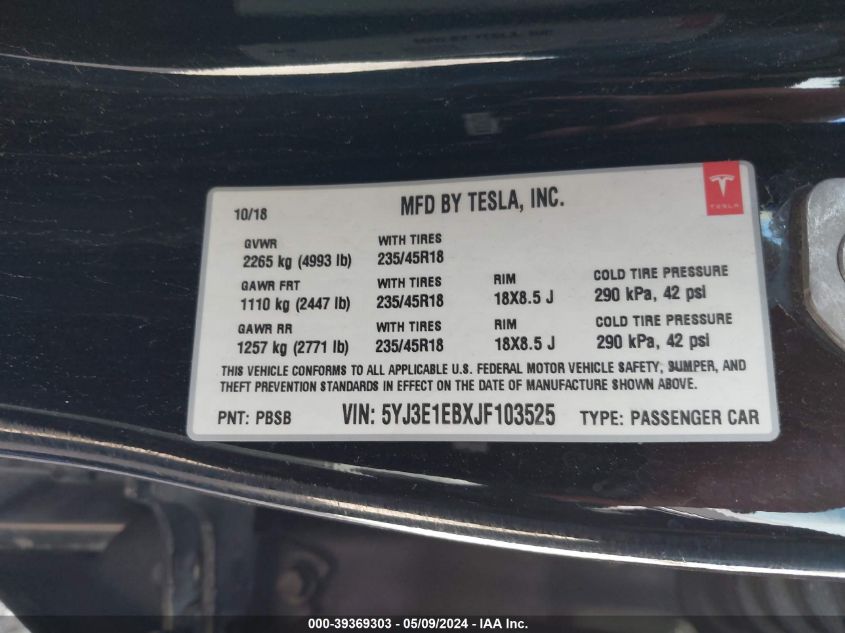 MFD BY TESLA, INC.
10/18 MFD BY TESLA, INC.
TESLA
GVWR WITH TIRES
2265 kg (4993 lb) 235/45R18
GAWR FRT WITH TIRES RIM COLD TIRE PRESSURE
1110 kg (2447 lb) 235/45R18 18X8.5 J 290 kPa, 42 psi
GAWR RR WITH TIRES RIM COLD TIRE PRESSURE
1257 kg (2771 lb) 235/45R18 18X8.5 J 290 kPa, 42 psi
THIS VEHICLE CONFORMS TO ALL APPLICABLE U.S. FEDERAL MOTOR VEHICLE SAFETY, BUMPER, AND
THEFT PREVENTION STANDARDS IN EFFECT ON THE DATE OF MANUFACTURE SHOWN ABOVE.
PNT: PBSB VIN: 5YJ3E1EBXJF103525 TYPE: PASSENGER CAR
000-39369303 - 05/09/2024 - IAA Inc.